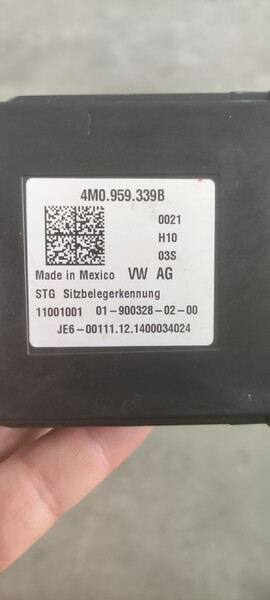 4M0.959.339B
0021
H10
03S
Made in Mexico VW AG
STG Sitzbelegerkennung
11001001 01-900328-02-00
JE6-00111.12.1400034024